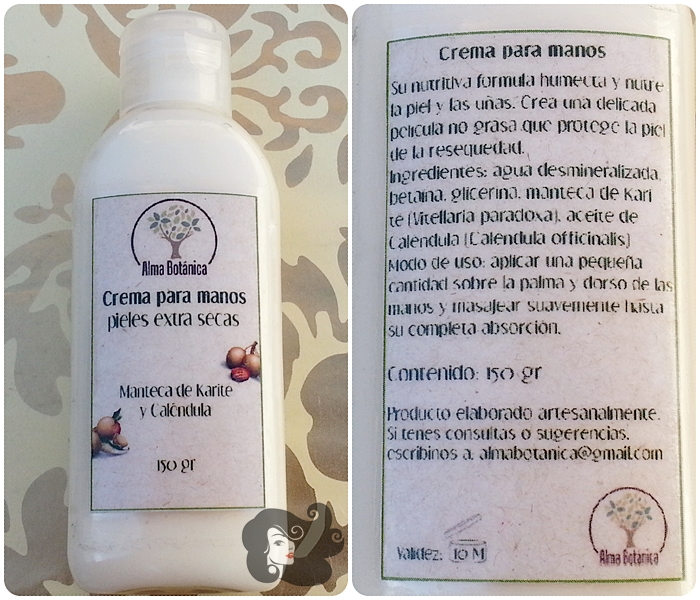 Alma Botánica
Crema para manos
pieles extra secas
Manteca de Karite
y Caléndula
150 gr
Crema para manos
Su nutritiva formula humecta y nutre
la piel y las uñas. Crea una delicada
película no grasa que protege la piel
de la resequedad.
Ingredientes: agua desmineralizada,
betaina, glicerina, manteca de Kari
té (Vitellaria paradoxa), aceite de
Calendula (Calendula officinalis)
Modo de uso: aplicar una pequeña
cantidad sobre la palma y dorso de las
manos y masajear suavemente hasta
su completa absorción.
Contenido: 150 gr
Producto elaborado artesanalmente.
Si tenes consultas o sugerencias,
escribinos a: almabotanica@gmail.com
Validez: 10 M
Alma Botánica